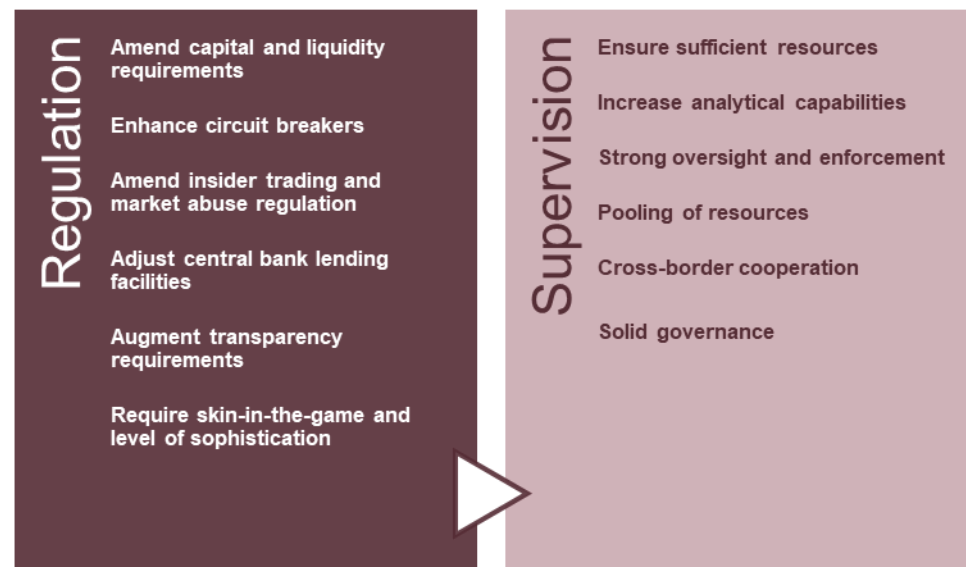 Regulation
Amend capital and liquidity
requirements
Enhance circuit breakers
Amend insider trading and
market abuse regulation
Adjust central bank lending
facilities
Augment transparency
requirements
Require skin-in-the-game and
level of sophistication
Supervision
Ensure sufficient resources
Increase analytical capabilities
Strong oversight and enforcement
Pooling of resources
Cross-border cooperation
Solid governance